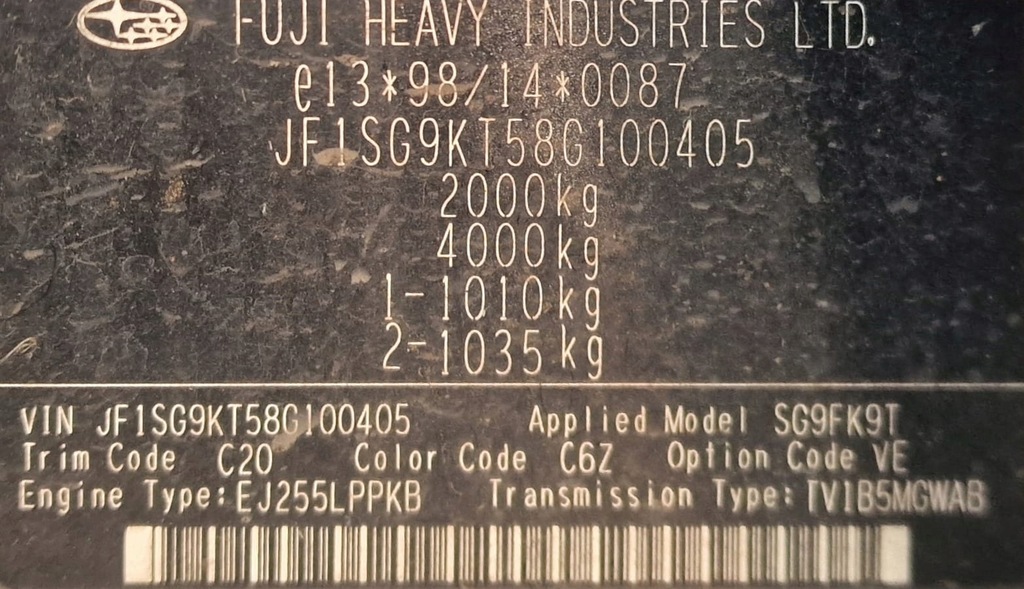 FUJI HEAVY INDUSTRIES LTD.
e13*98/14*0087
JF1SG9KT58G100405
2000kg
4000kg
1-1010kg
2-1035kg
VIN JF1SG9KT58G100405 Applied Model SG9FK9T
Trim Code C20 Color Code C6Z Option Code VE
Engine Type:EJ255LPPKB Transmission Type:TV1B5MGWAB